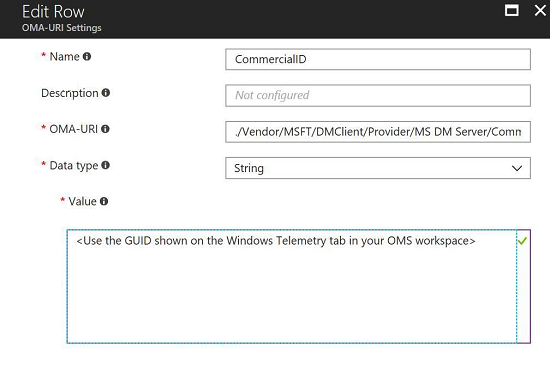 Edit Row
OMA-URI Settings
* Name
CommercialID
Description
Not configured
* OMA-URI
./Vendor/MSFT/DMClient/Provider/MS DM Server/Comm
* Data type
String
* Value
<Use the GUID shown on the Windows Telemetry tab in your OMS workspace>